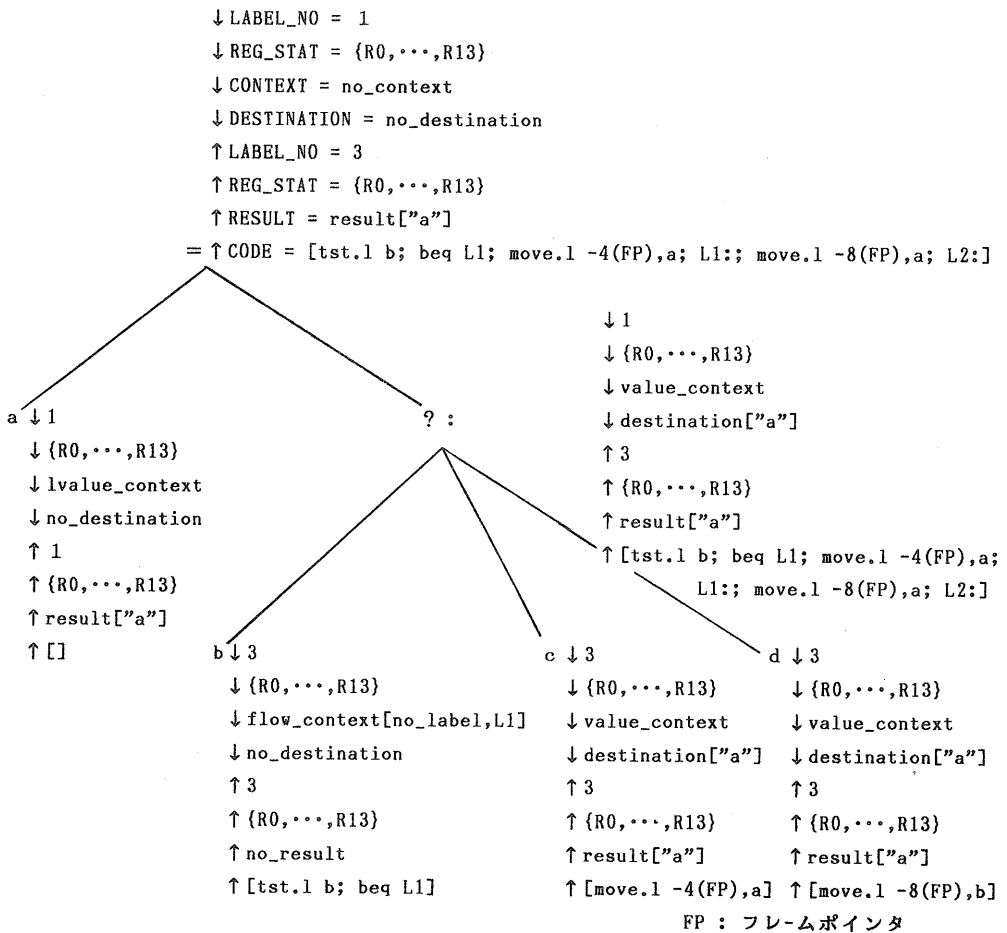 ↓LABEL_NO = 1
↓REG_STAT = {R0,···,R13}
↓CONTEXT = no_context
↓DESTINATION = no_destination
↑LABEL_NO = 3
↑REG_STAT = {R0,···,R13}
↑RESULT = result["a"]
= ↑CODE = [tst.l b; beq L1; move.l -4(FP),a; L1:; move.l -8(FP),a; L2:]
↓1
↓{R0,···,R13}
↓value_context
↓destination["a"]
↑3
↑{R0,···,R13}
↑result["a"]
↑[tst.l b; beq L1; move.l -4(FP),a;
L1:; move.l -8(FP),a; L2:]
? :
a ↓1
↓{R0,···,R13}
↓lvalue_context
↓no_destination
↑1
↑{R0,···,R13}
↑result["a"]
↑[]
b↓3
↓{R0,···,R13}
↓flow_context[no_label,L1]
↓no_destination
↑3
↑{R0,···,R13}
↑no_result
↑[tst.l b; beq L1]
c ↓3
↓{R0,···,R13}
↓value_context
↓destination["a"]
↑3
↑{R0,···,R13}
↑result["a"]
↑[move.l -4(FP),a]
d ↓3
↓{R0,···,R13}
↓value_context
↓destination["a"]
↑3
↑{R0,···,R13}
↑result["a"]
↑[move.l -8(FP),b]
FP : フレームポインタ